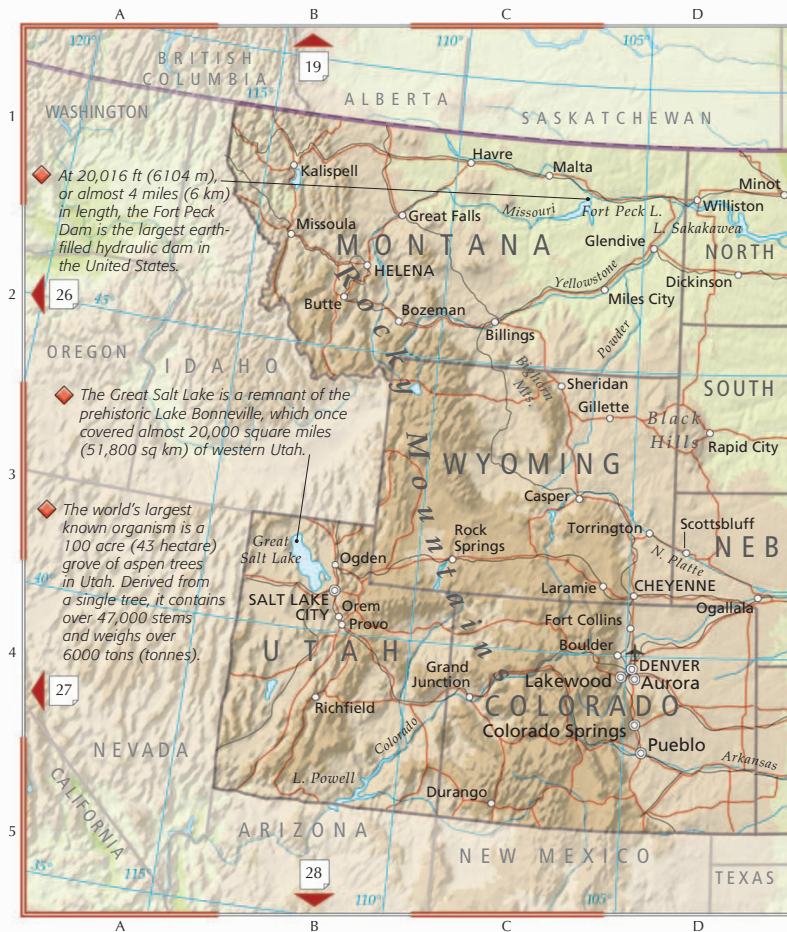 A B C D
120°
BRITISH
COLUMBIA
19
110°
105°
115°
ALBERTA
1
WASHINGTON
SASKATCHEWAN
Havre
Malta
Kalispell
Minot
At 20,016 ft (6104 m),
or almost 4 miles (6 km)
in length, the Fort Peck
Dam is the largest earth-
filled hydraulic dam in
the United States.
Missouri
Fort Peck L.
Williston
Great Falls
Missoula
L. Sakakawea
Glendive
MONTANA
NORTH
HELENA
Yellowstone
Dickinson
2
26
45
Butte
Miles City
Bozeman
Billings
Powder
OREGON
IDAHO
Rocky Mountains
Bighorn
Mts.
Sheridan
SOUTH
The Great Salt Lake is a remnant of the
prehistoric Lake Bonneville, which once
covered almost 20,000 square miles
(51,800 sq km) of western Utah.
Gillette
Black
Hills
Rapid City
3
WYOMING
Casper
The world's largest
known organism is a
100 acre (43 hectare)
grove of aspen trees
in Utah. Derived from
a single tree, it contains
over 47,000 stems
and weighs over
6000 tons (tonnes).
Torrington
Scottsbluff
Rock
Springs
Great
Salt Lake
NEB
N. Platte
Ogden
40°
Laramie
CHEYENNE
SALT LAKE
CITY
Orem
Provo
Ogallala
Fort Collins
4
Boulder
UTAH
DENVER
Grand
Junction
Lakewood
Aurora
27
Richfield
COLORADO
Colorado Springs
Colorado
NEVADA
Pueblo
Arkansas
CALIFORNIA
L. Powell
Durango
5
ARIZONA
NEW MEXICO
35°
115°
28
110°
105°
TEXAS
A B C D